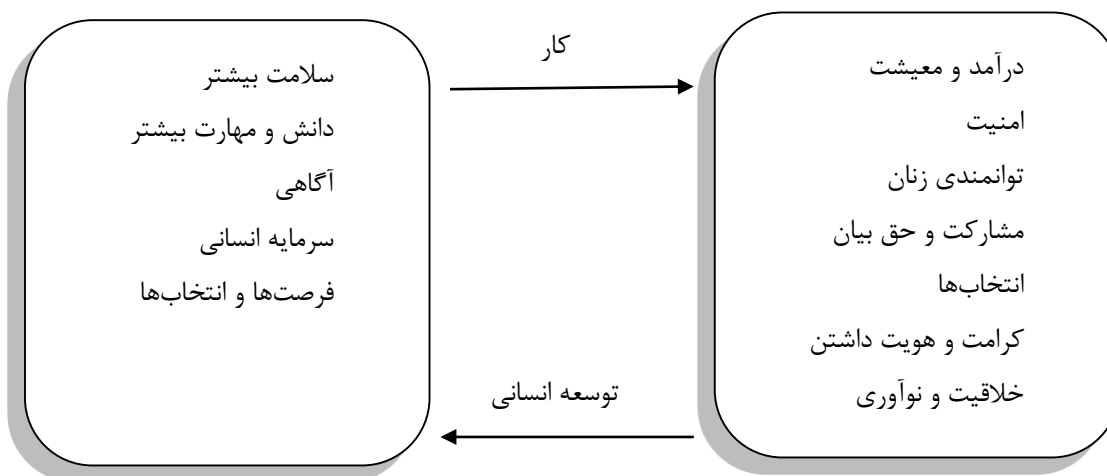 کار
درآمد و معیشت
امنیت
توانمندی زنان
مشارکت و حق بیان
انتخاب‌ها
کرامت و هویت داشتن
خلاقیت و نوآوری
سلامت بیشتر
دانش و مهارت بیشتر
آگاهی
سرمایه انسانی
فرصت‌ها و انتخاب‌ها
توسعه انسانی